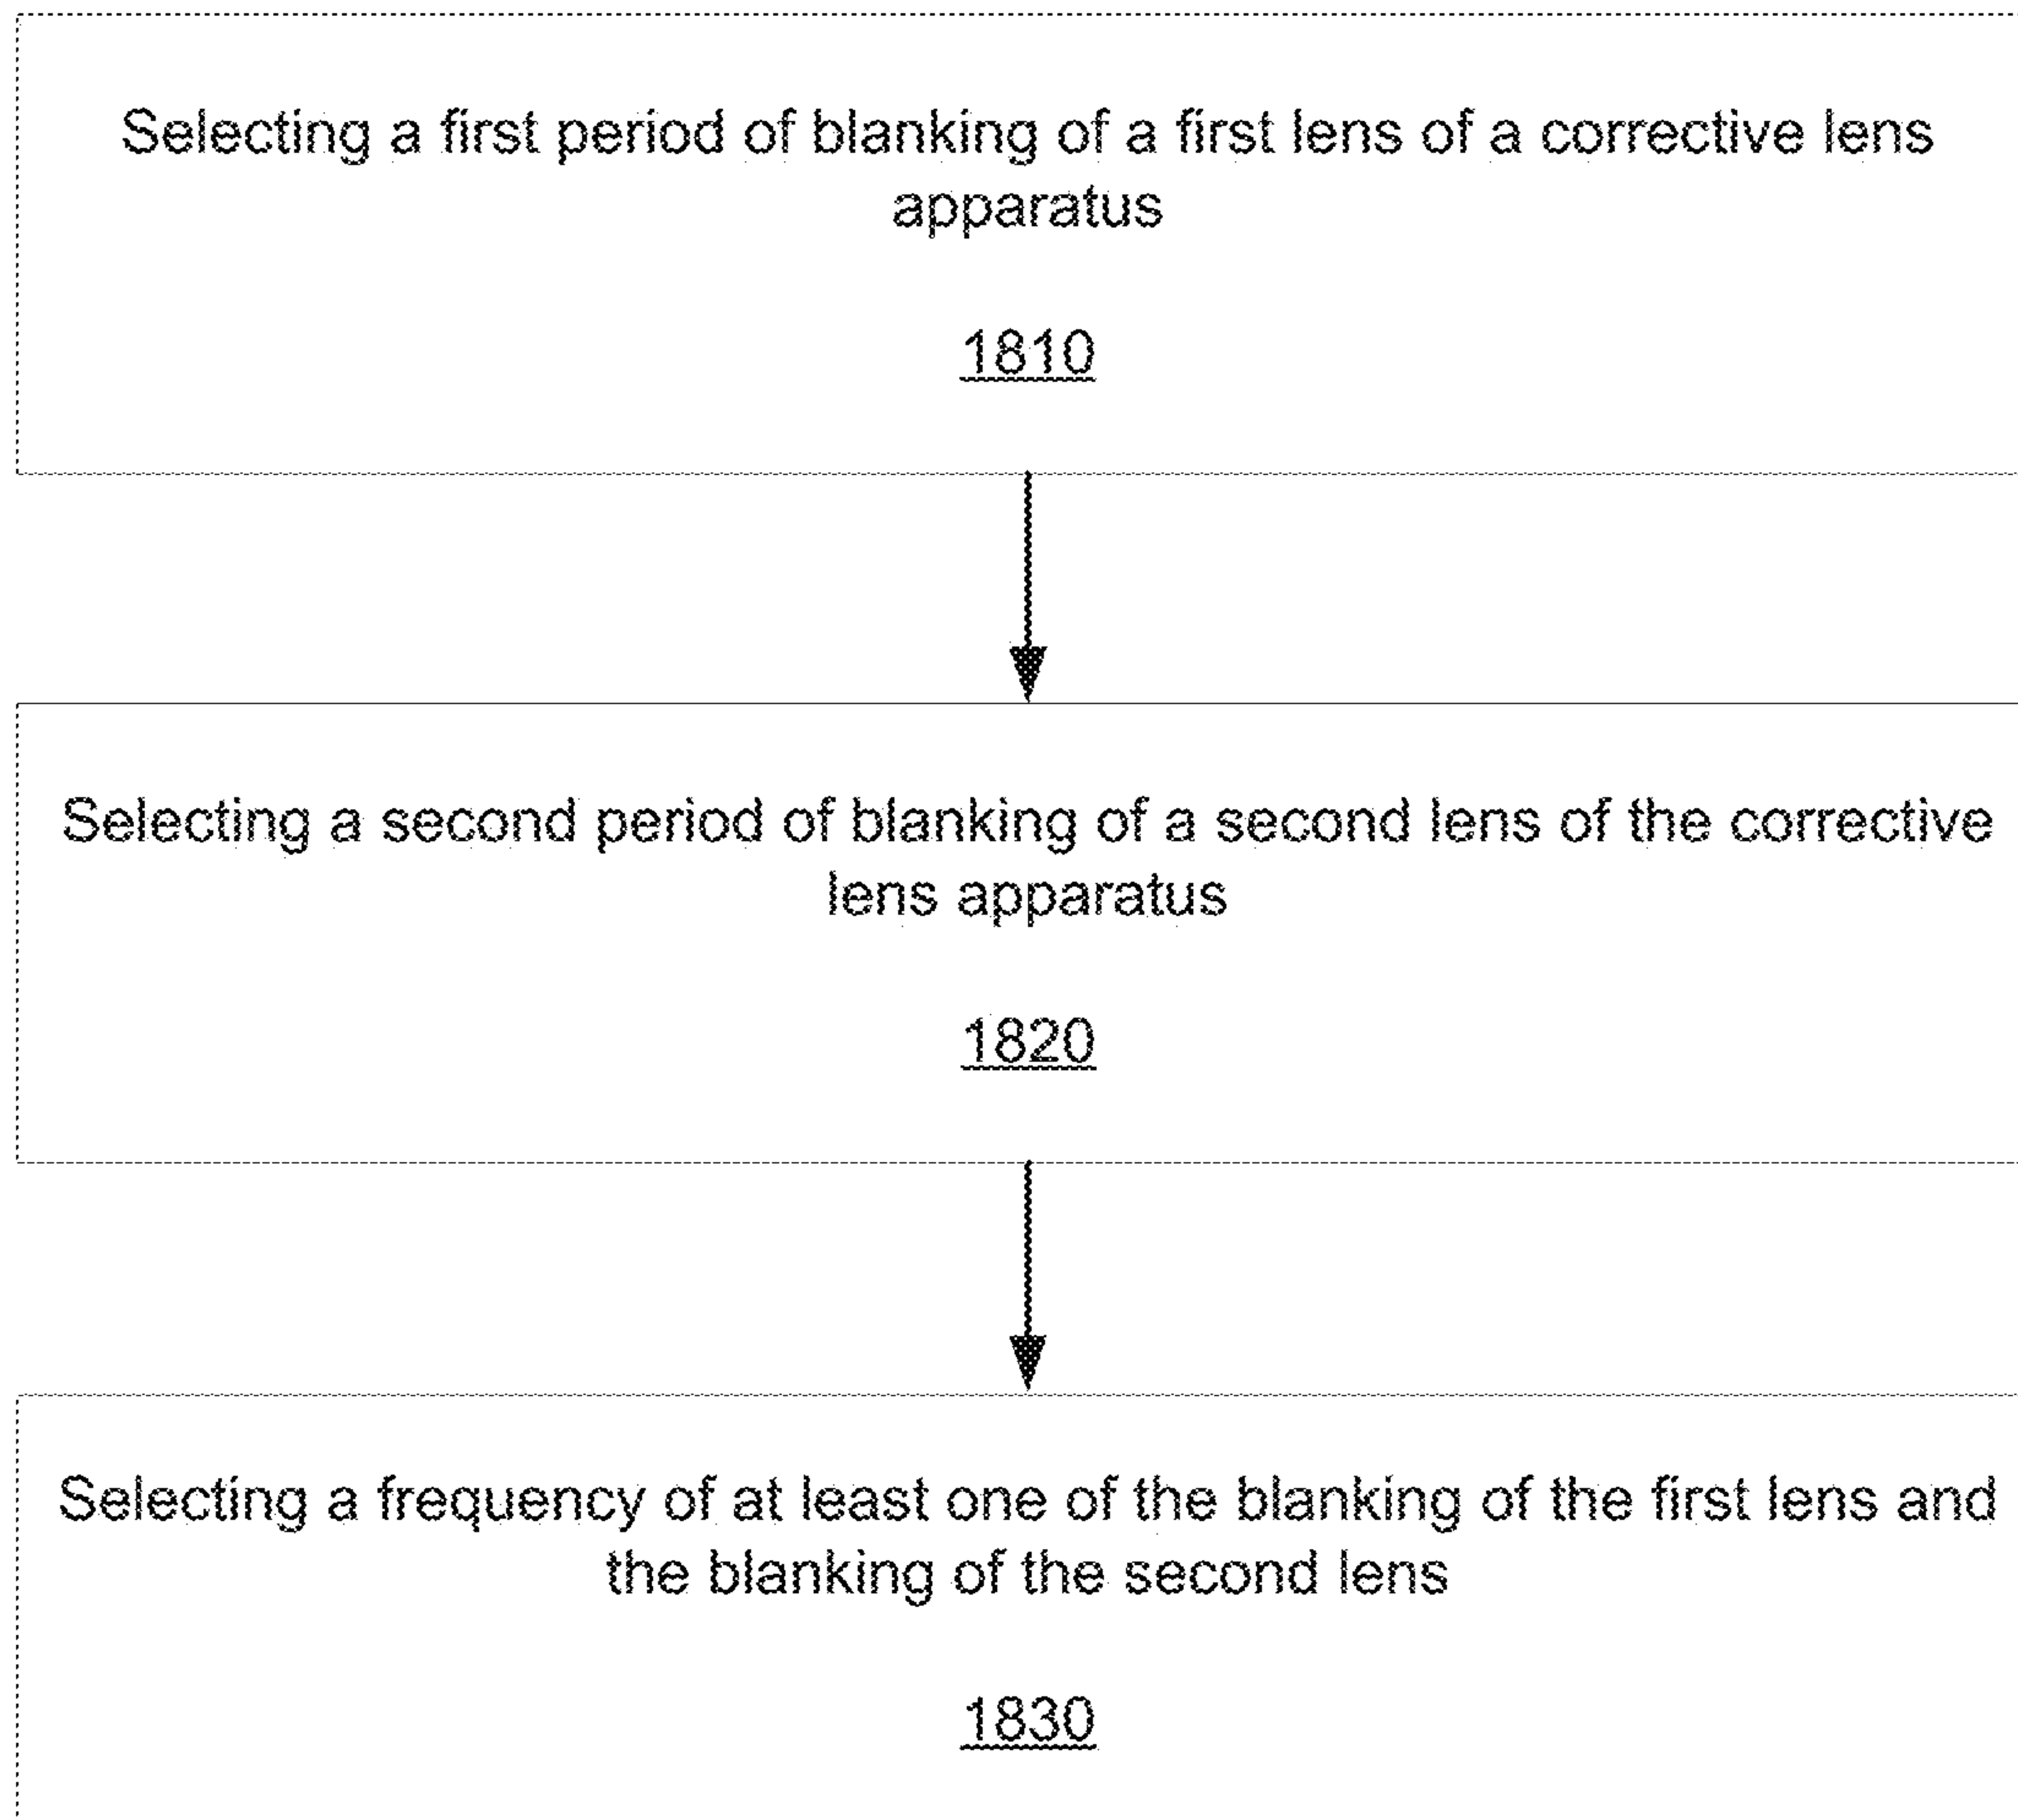 Selecting a first period of blanking of a first lens of a corrective lens
apparatus
1810
Selecting a second period of blanking of a second lens of the corrective
lens apparatus
1820
Selecting a frequency of at least one of the blanking of the first lens and
the blanking of the second lens
1830